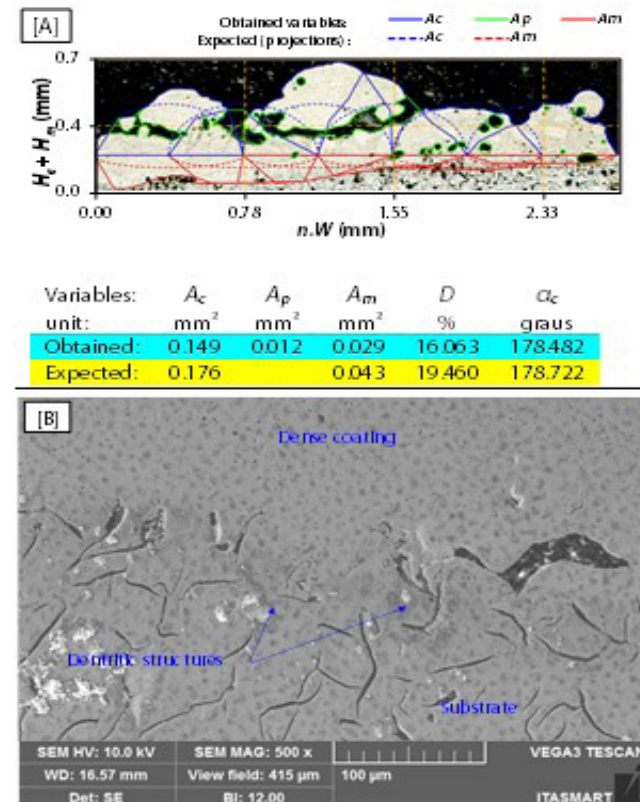 [A]
Obtained variables: Ac Ap Am
Expected (projections): Ac Am
0.7
0.4
0.0
Hc + Hm (mm)
0.00 0.78 1.55 2.33
n.W (mm)
Variables: Ac Ap Am D αc
unit: mm² mm² mm² % graus
Obtained: 0.149 0.012 0.029 16.063 178.482
Expected: 0.176 0.043 19.460 178.722
[B]
Dense coating
Dentritic structures
Substrate
SEM HV: 10.0 kV SEM MAG: 500 x VEGA3 TESCAN
WD: 16.57 mm View field: 415 µm 100 µm
Det: SE BI: 12.00 ITASMART